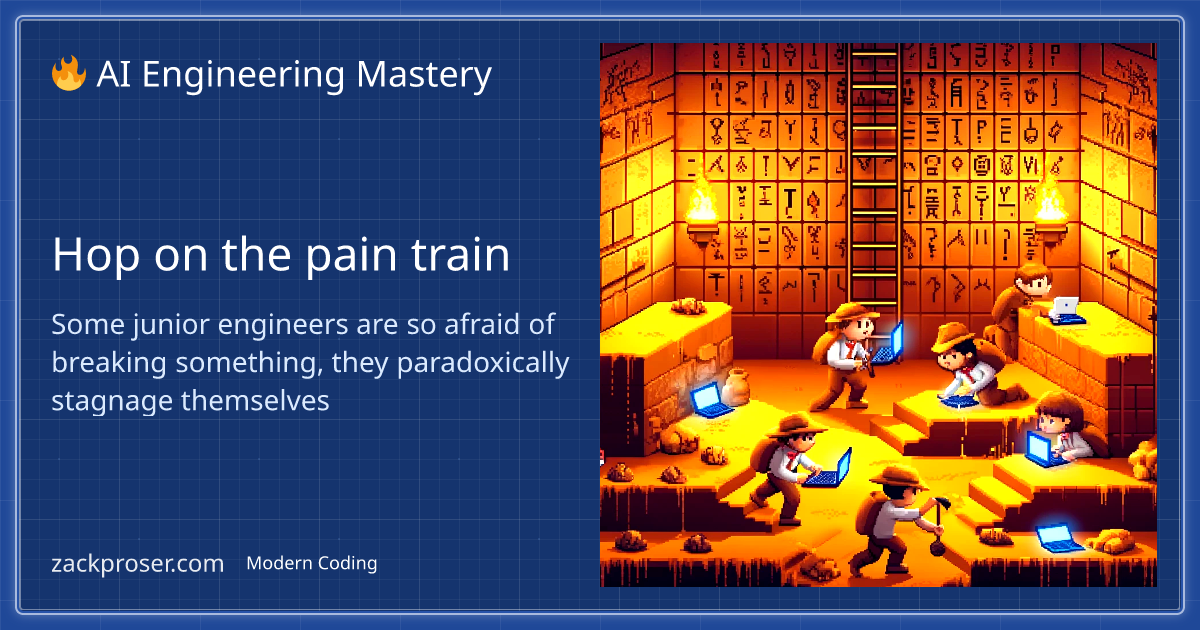 🔥 AI Engineering Mastery
Hop on the pain train
Some junior engineers are so afraid of
breaking something, they paradoxically
stagnage themselves
zackproser.com Modern Coding